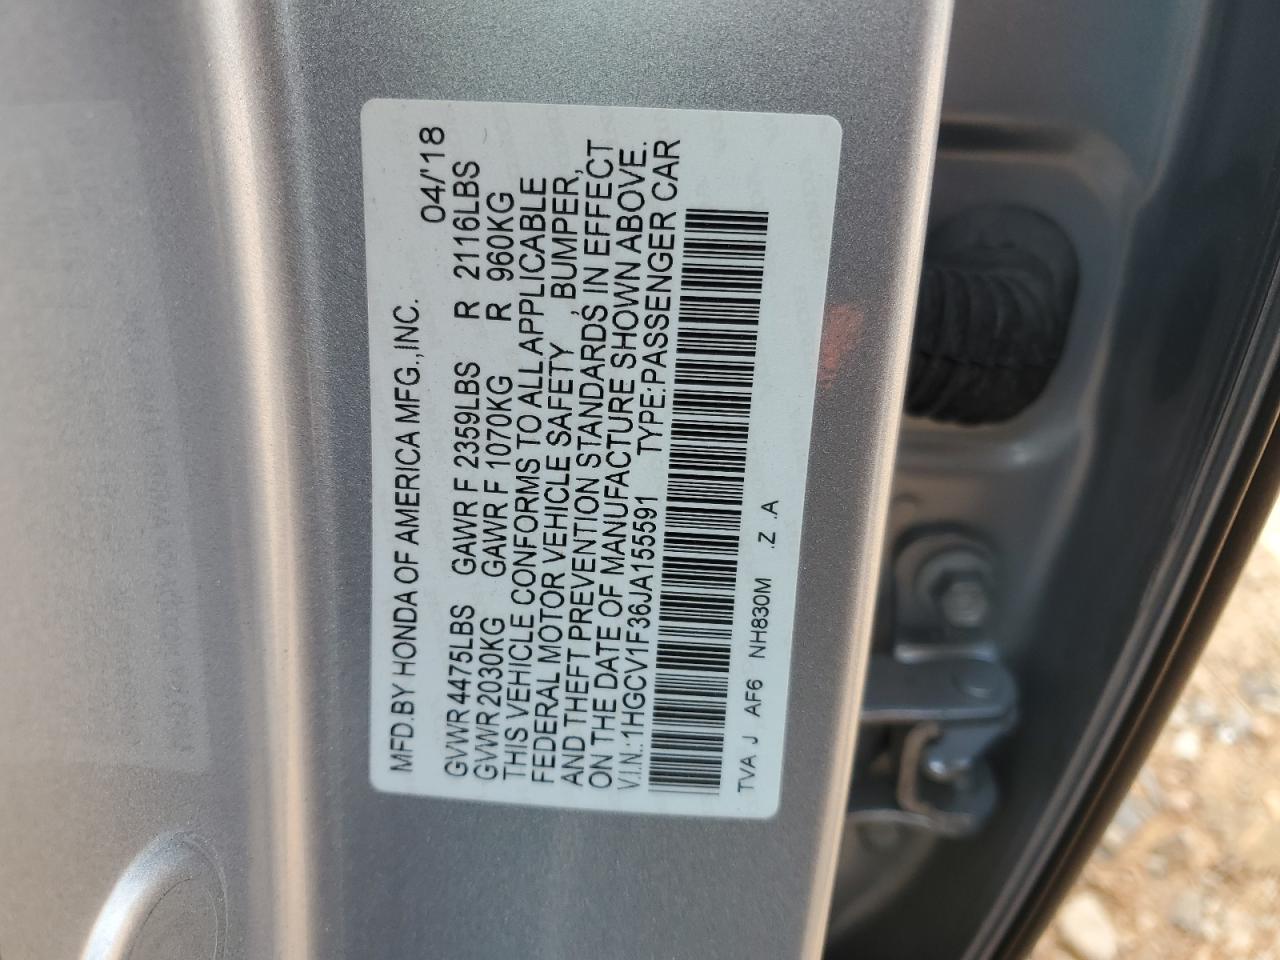 MFD.BY HONDA OF AMERICA MFG.,INC. 04/'18
GVWR 4475LBS GAWR F 2359LBS R 2116LBS
GVWR 2030KG GAWR F 1070KG R 960KG
THIS VEHICLE CONFORMS TO ALL APPLICABLE
FEDERAL MOTOR VEHICLE SAFETY, BUMPER,
AND THEFT PREVENTION STANDARDS IN EFFECT
ON THE DATE OF MANUFACTURE SHOWN ABOVE.
V.I.N.:1HGCV1F36JA155591 TYPE:PASSENGER CAR
TVA J AF6 NH830M .Z .A